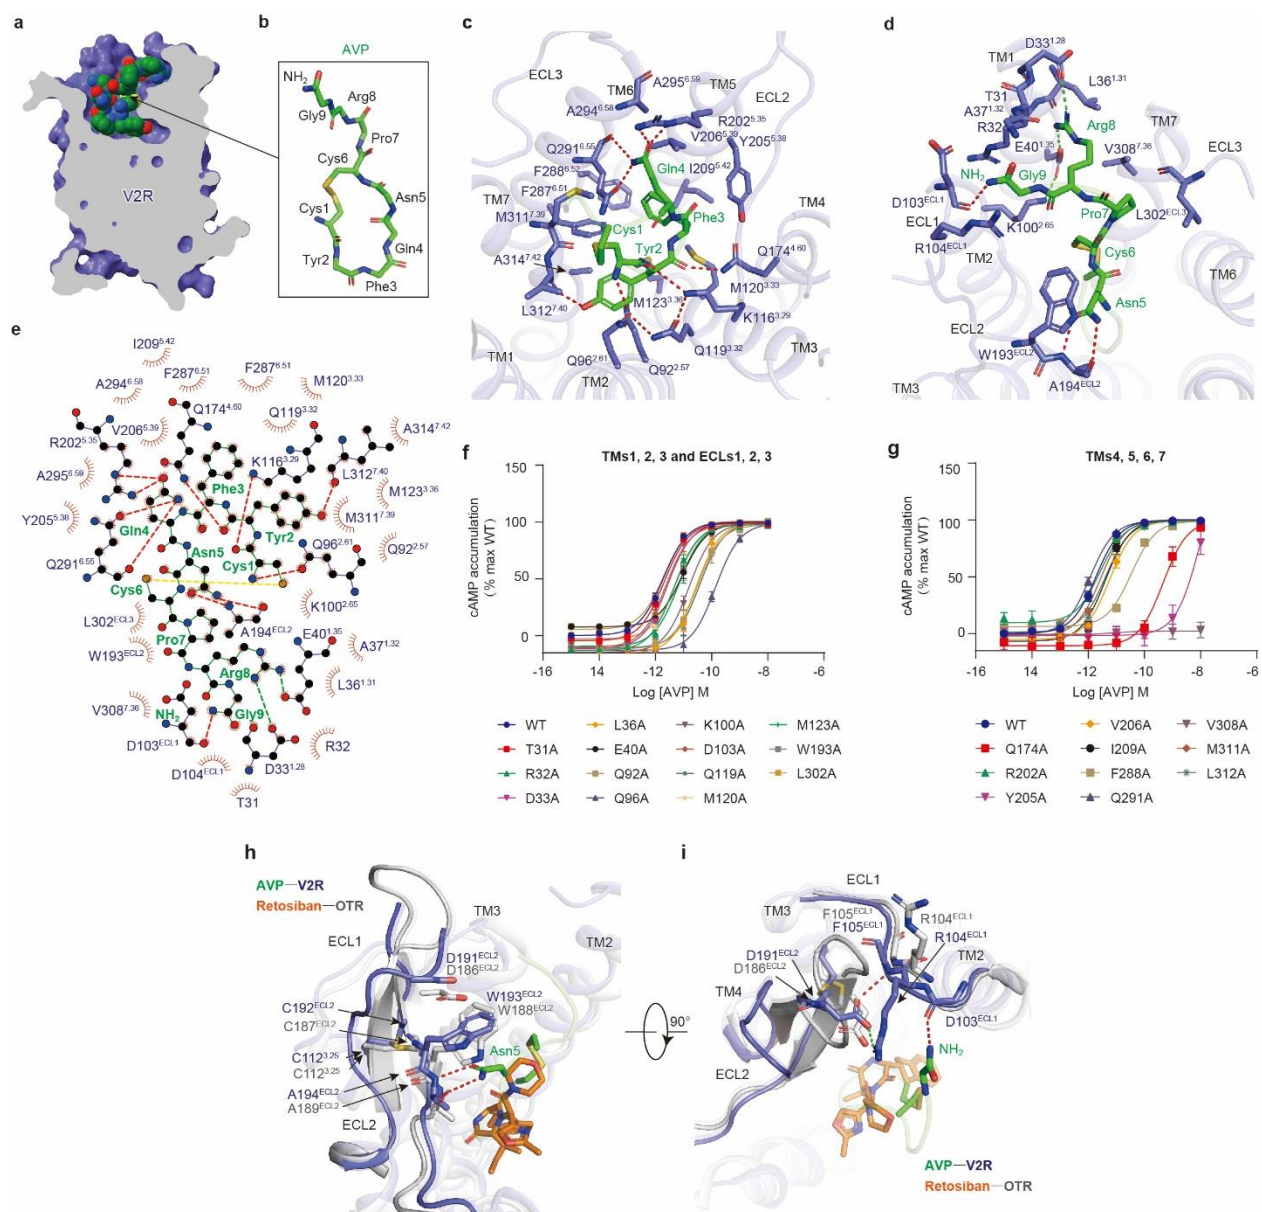 a
V2R
b
AVP
NH2
Gly9
Arg8
Pro7
Cys6
Cys1
Asn5
Gln4
Tyr2
Phe3
c
ECL3
TM6
A295^6.59
TM5
ECL2
A294^6.58
R202^5.35
V206^5.39
Y205^5.38
Q291^6.55
Gln4
I209^5.42
F288^6.52
F287^6.51
TM7
Phe3
TM4
M311^7.39
Cys1
Tyr2
Q174^4.60
A314^7.42
M120^3.33
M123^3.36
L312^7.40
K116^3.29
Q119^3.32
TM1
Q96^2.61
Q92^2.57
TM3
TM2
d
D33^1.28
TM1
L36^1.31
T31
A37^1.32
R32
Arg8
TM7
E40^1.35
V308^7.36
ECL3
NH2
Gly9
D103^ECL1
Pro7
L302^ECL3
ECL1
K100^2.65
R104^ECL1
Cys6
TM2
TM6
Asn5
ECL2
W193^ECL2
A194^ECL2
TM3
e
I209^5.42
F287^6.51
F287^6.51
A294^6.58
M120^3.33
Q174^4.60
Q119^3.32
V206^5.39
R202^5.35
A314^7.42
K116^3.29
A295^6.59
L312^7.40
Phe3
M123^3.36
Y205^5.38
M311^7.39
Gln4
Tyr2
Asn5
Q96^2.61
Q92^2.57
Q291^6.55
Cys1
Cys6
K100^2.65
L302^ECL3
A194^ECL2
Pro7
E40^1.35
A37^1.32
W193^ECL2
Arg8
L36^1.31
V308^7.36
NH2
Gly9
D103^ECL1
R32
D104^ECL1
D33^1.28
T31
f
TMs1, 2, 3 and ECLs1, 2, 3
cAMP accumulation
(% max WT)
150
100
50
0
-16 -14 -12 -10 -8 -6
Log [AVP] M
WT L36A K100A M123A
T31A E40A D103A W193A
R32A Q92A Q119A L302A
D33A Q96A M120A
g
TMs4, 5, 6, 7
cAMP accumulation
(% max WT)
150
100
50
0
-16 -14 -12 -10 -8 -6
Log [AVP] M
WT V206A V308A
Q174A I209A M311A
R202A F288A L312A
Y205A Q291A
h
AVP—V2R
Retosiban—OTR
TM3
TM2
ECL1
D191^ECL2
D186^ECL2
C192^ECL2
W193^ECL2
W188^ECL2
C187^ECL2
Asn5
C112^3.25
C112^3.25
A194^ECL2
A189^ECL2
ECL2
90°
i
ECL1
TM3
F105^ECL1
R104^ECL1
F105^ECL1
R104^ECL1
D191^ECL2
D186^ECL2
TM2
TM4
D103^ECL1
NH2
ECL2
AVP—V2R
Retosiban—OTR